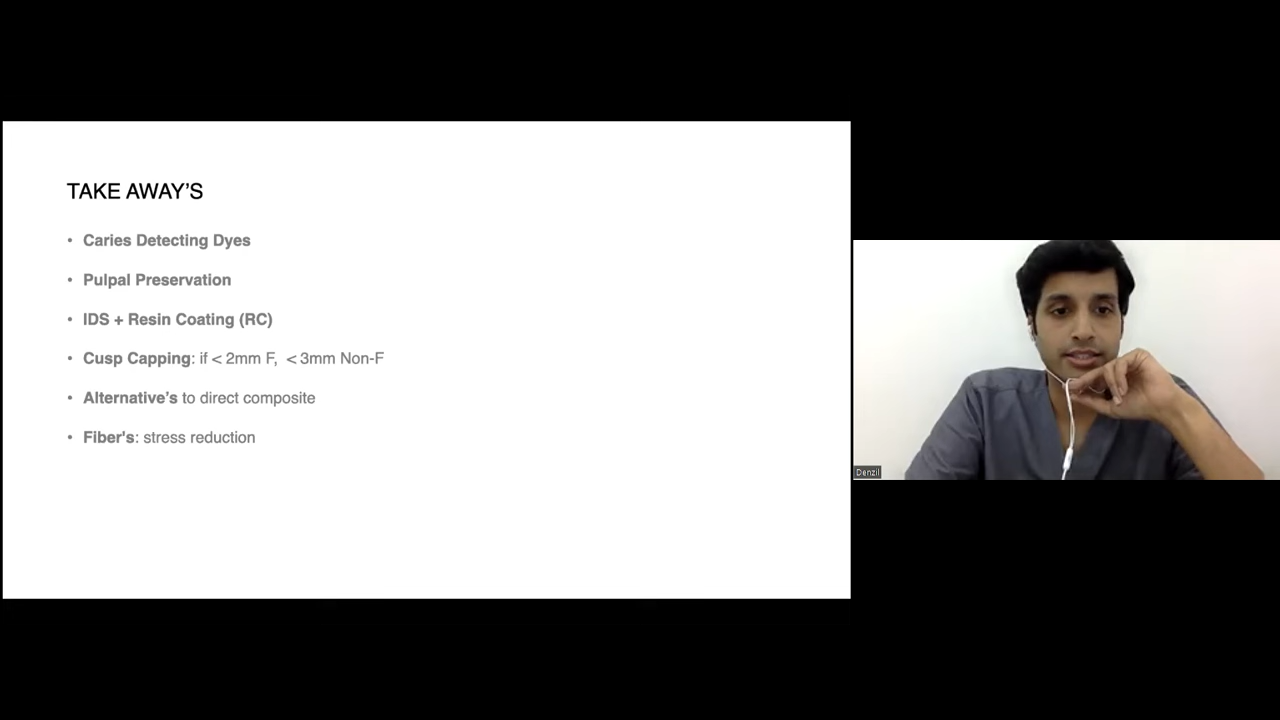 TAKE AWAY’S
• Caries Detecting Dyes
• Pulpal Preservation
• IDS + Resin Coating (RC)
• Cusp Capping: if < 2mm F, < 3mm Non-F
• Alternative’s to direct composite
• Fiber's: stress reduction
Denzil